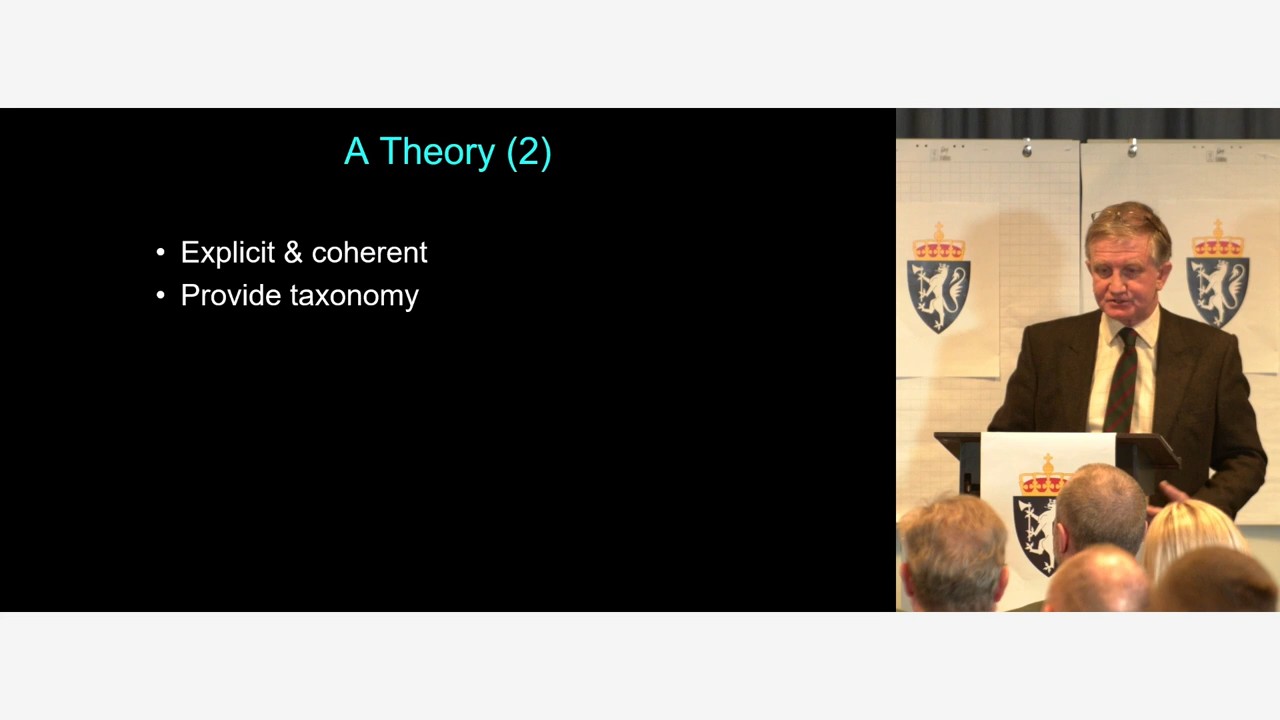 A Theory (2)
• Explicit & coherent
• Provide taxonomy